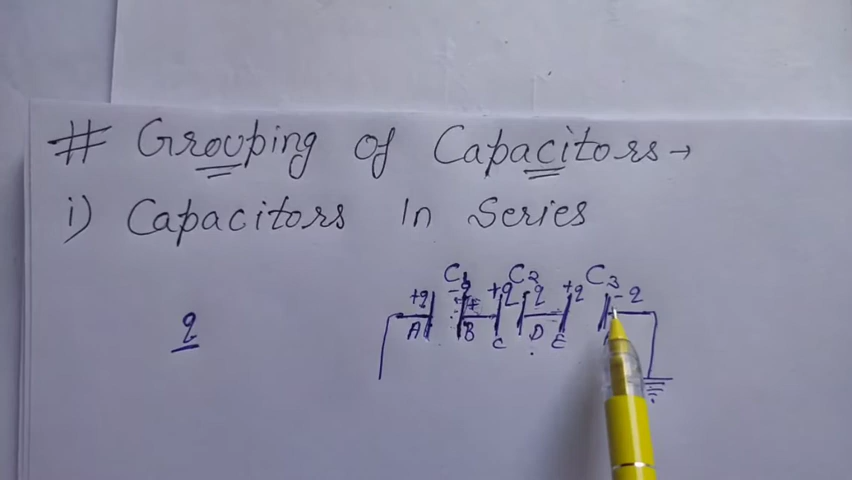 # Grouping of Capacitors →
i) Capacitors In Series
C1 C2 C3
+q -q +q -q +q -q
A B C D E
q